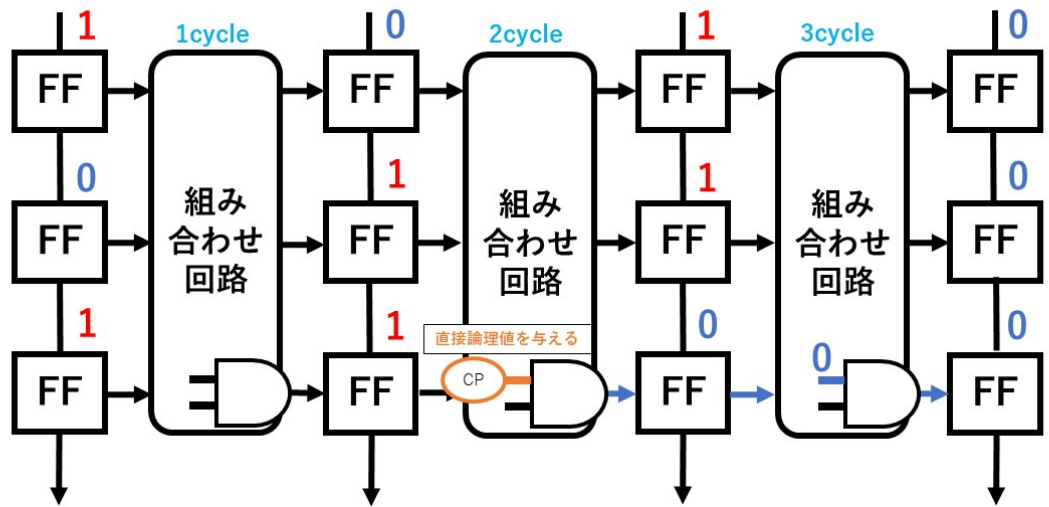 1 1cycle 0 2cycle 1 3cycle 0
FF FF FF FF
0 1 1 0
組み 組み 組み
FF 合わせ FF 合わせ FF 合わせ FF
回路 回路 回路
1 1 0 0
直接論理値を与える
0
FF FF CP FF FF